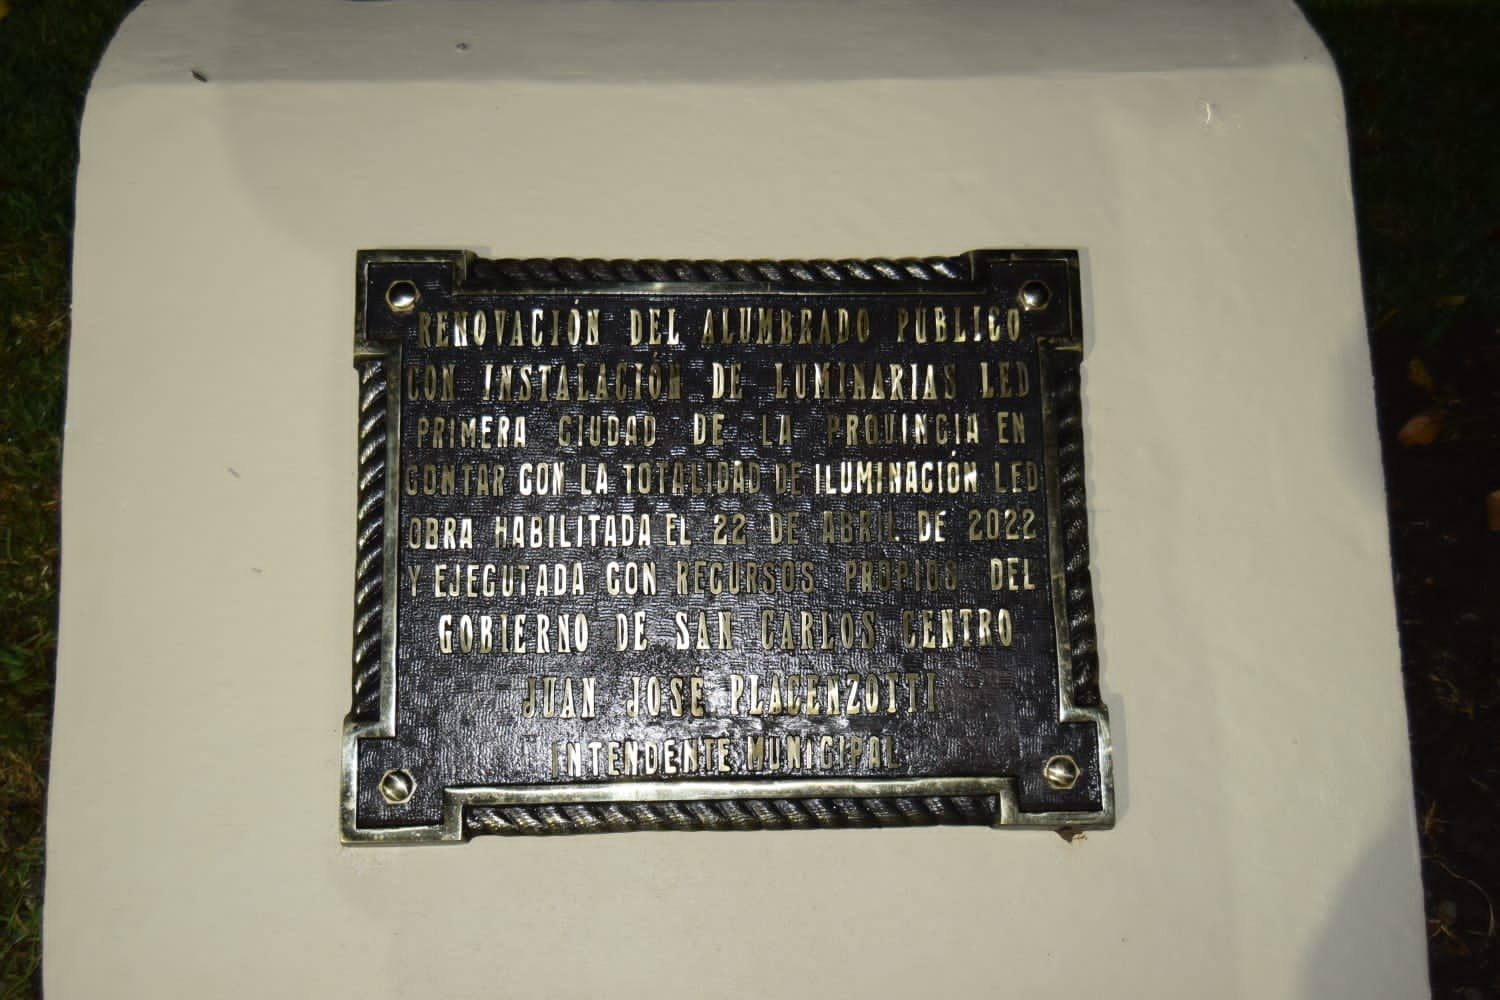 RENOVACIÓN DEL ALUMBRADO PÚBLICO
CON INSTALACIÓN DE LUMINARIAS LED
PRIMERA CIUDAD DE LA PROVINCIA EN
CONTAR CON LA TOTALIDAD DE ILUMINACIÓN LED
OBRA HABILITADA EL 22 DE ABRIL DE 2022
Y EJECUTADA CON RECURSOS PROPIOS DEL
GOBIERNO DE SAN CARLOS CENTRO
JUAN JOSÉ PLACENZOTTI
INTENDENTE MUNICIPAL